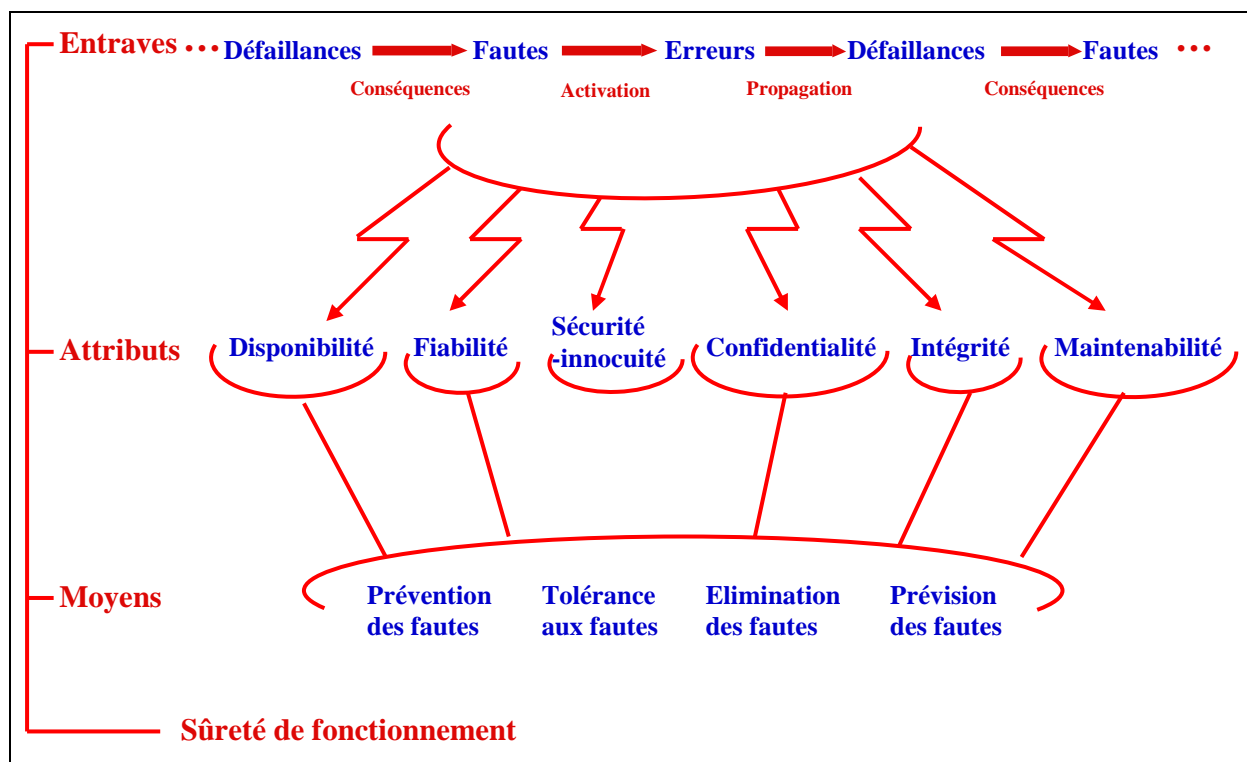 Entraves ... Défaillances Fautes Erreurs Défaillances Fautes ...
Conséquences Activation Propagation Conséquences
Attributs Disponibilité Fiabilité Sécurité -innocuité Confidentialité Intégrité Maintenabilité
Moyens
Prévention des fautes
Tolérance aux fautes
Elimination des fautes
Prévision des fautes
Sûreté de fonctionnement